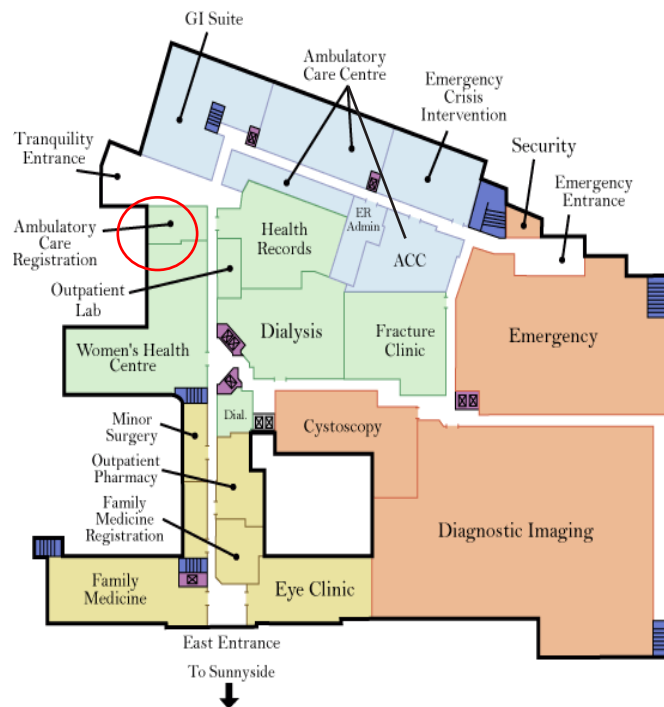 GI Suite
Ambulatory
Care Centre
Emergency
Crisis
Intervention
Tranquility
Entrance
Security
Emergency
Entrance
Ambulatory
Care
Registration
Health
Records
ER
Admin
ACC
Outpatient
Lab
Dialysis
Fracture
Clinic
Emergency
Women's Health
Centre
Dial.
Minor
Surgery
Cystoscopy
Outpatient
Pharmacy
Family
Medicine
Registration
Diagnostic Imaging
Family
Medicine
Eye Clinic
East Entrance
To Sunnyside